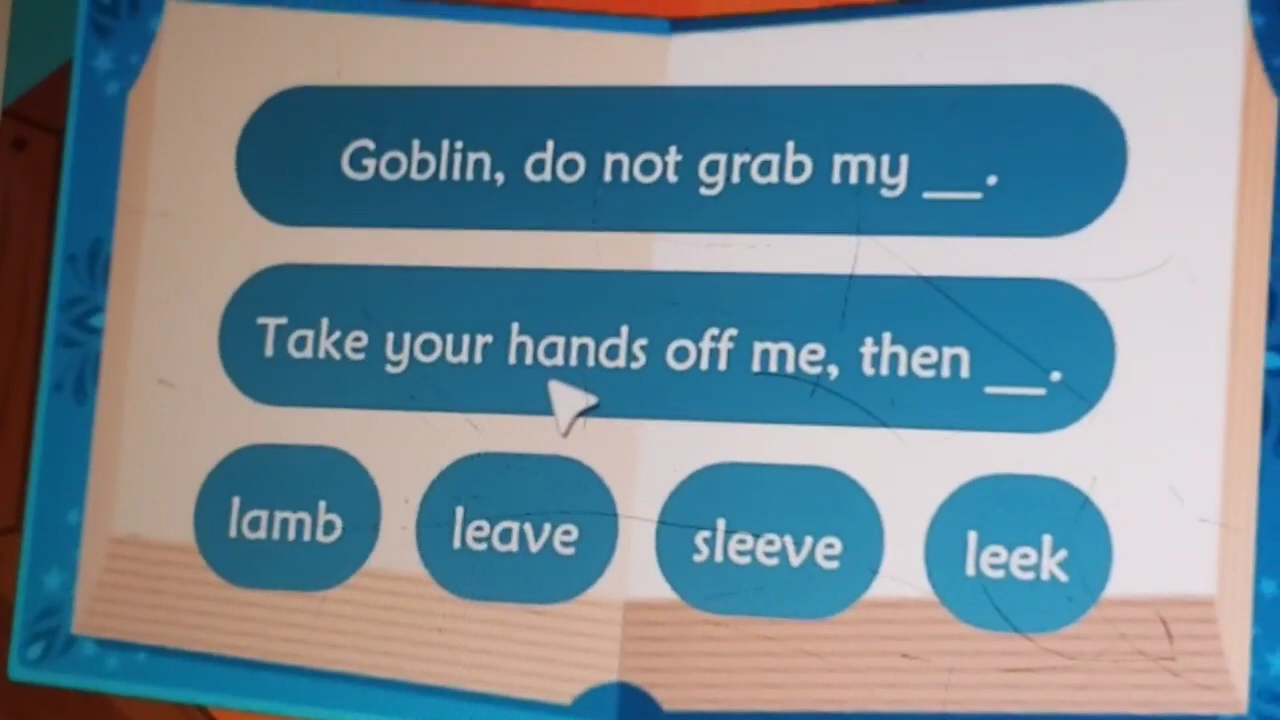 Goblin, do not grab my __.
Take your hands off me, then __.
lamb leave sleeve leek